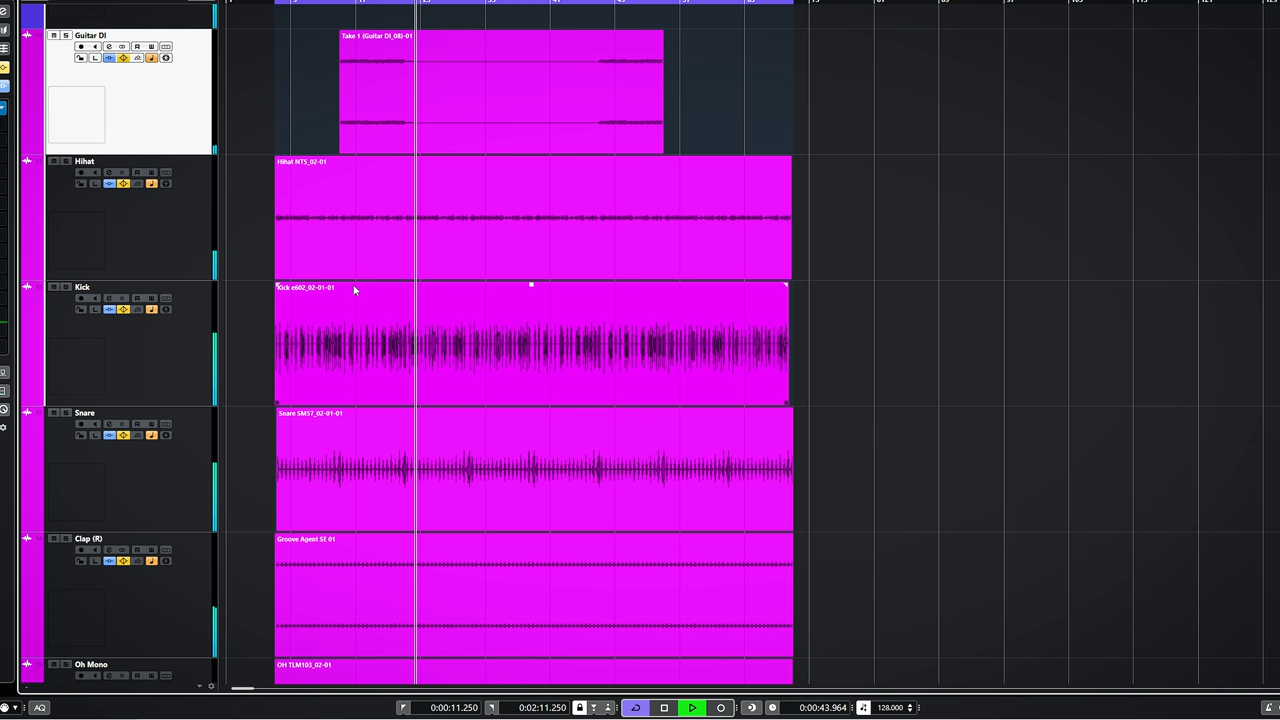 Guitar DI
M S
R W
L
Take 1 (Guitar DI_08)-01
Hihat
M S
R W
L
Hihat NT5_02-01
Kick
M S
R W
L
Kick e602_02-01-01
Snare
M S
R W
L
Snare SM57_02-01-01
Clap (R)
M S
R W
L
Groove Agent SE 01
Oh Mono
M S
R W
OH TLM103_02-01
AQ
0:00:11.250
0:02:11.250
0:00:43.964
128.000